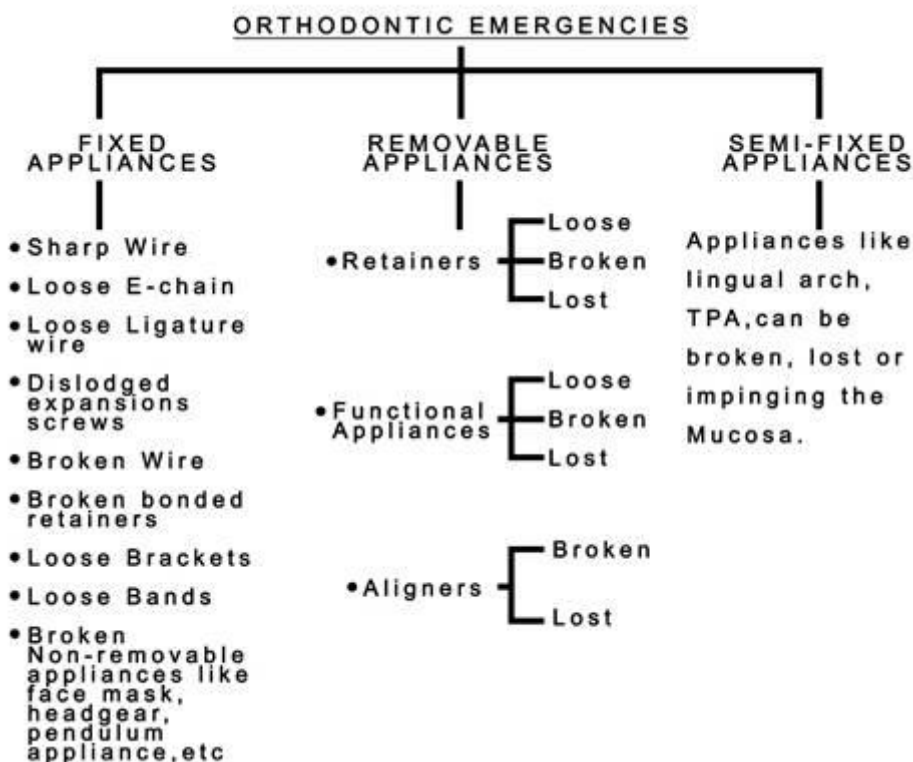 ORTHODONTIC EMERGENCIES
FIXED
APPLIANCES
• Sharp Wire
• Loose E-chain
• Loose Ligature
wire
• Dislodged
expansions
screws
• Broken Wire
• Broken bonded
retainers
• Loose Brackets
• Loose Bands
• Broken
Non-removable
appliances like
face mask,
headgear,
pendulum
appliance,etc
REMOVABLE
APPLIANCES
• Retainers
Loose
Broken
Lost
• Functional
Appliances
Loose
Broken
Lost
• Aligners
Broken
Lost
SEMI-FIXED
APPLIANCES
Appliances like
lingual arch,
TPA,can be
broken, lost or
impinging the
Mucosa.